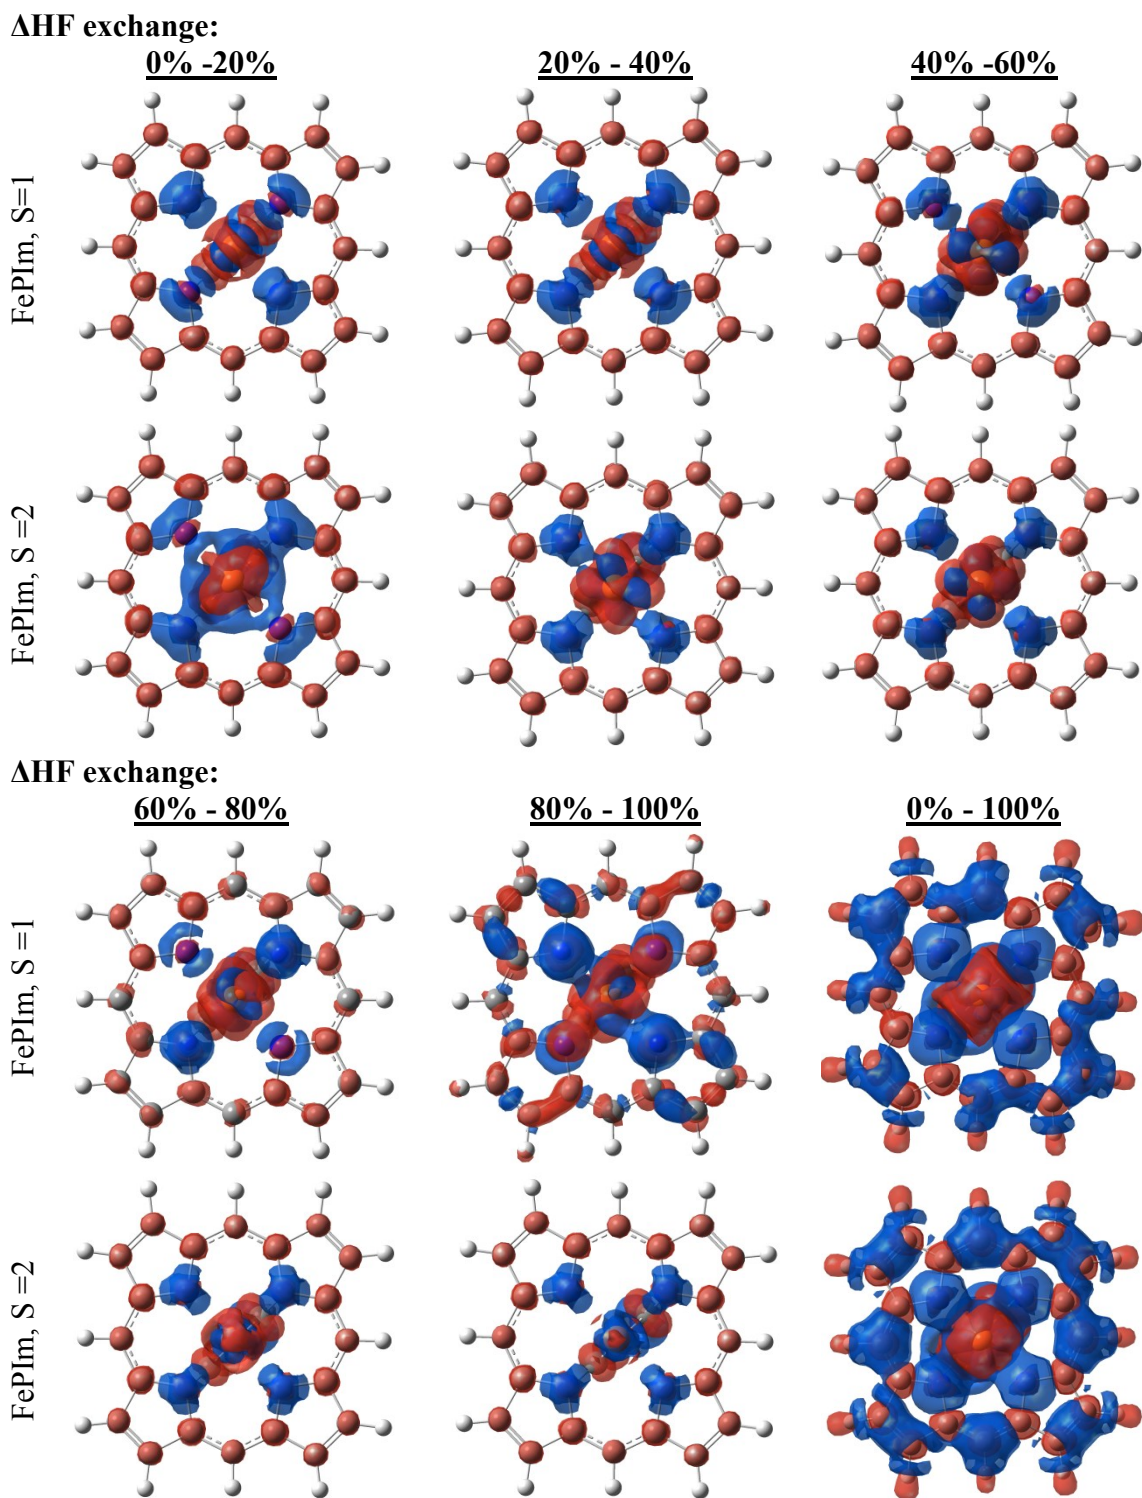 ΔHF exchange:
0% -20% 20% - 40% 40% -60%
FePIm, S=1
FePIm, S =2
ΔHF exchange:
60% - 80% 80% - 100% 0% - 100%
FePIm, S =1
FePIm, S =2